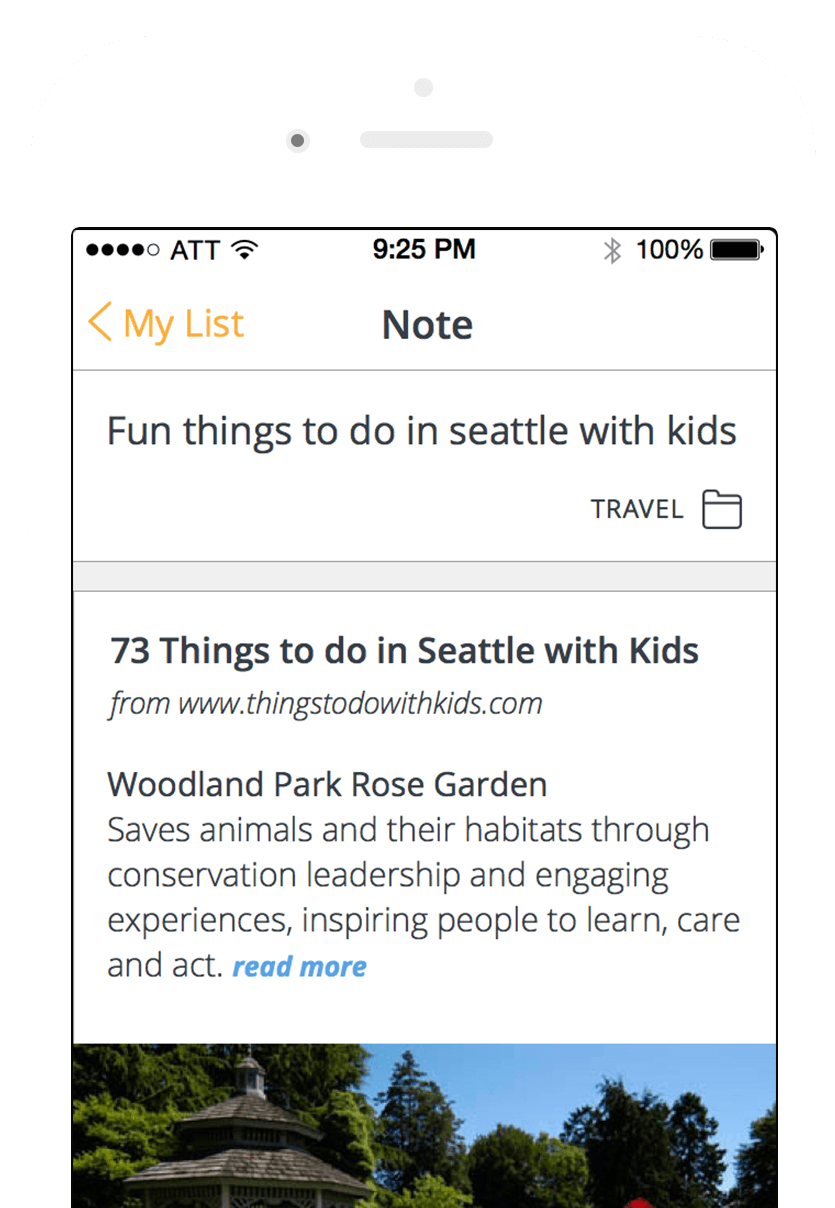 ATT 9:25 PM 100%
My List Note
Fun things to do in seattle with kids
TRAVEL
73 Things to do in Seattle with Kids
from www.thingstodowithkids.com
Woodland Park Rose Garden
Saves animals and their habitats through
conservation leadership and engaging
experiences, inspiring people to learn, care
and act. read more